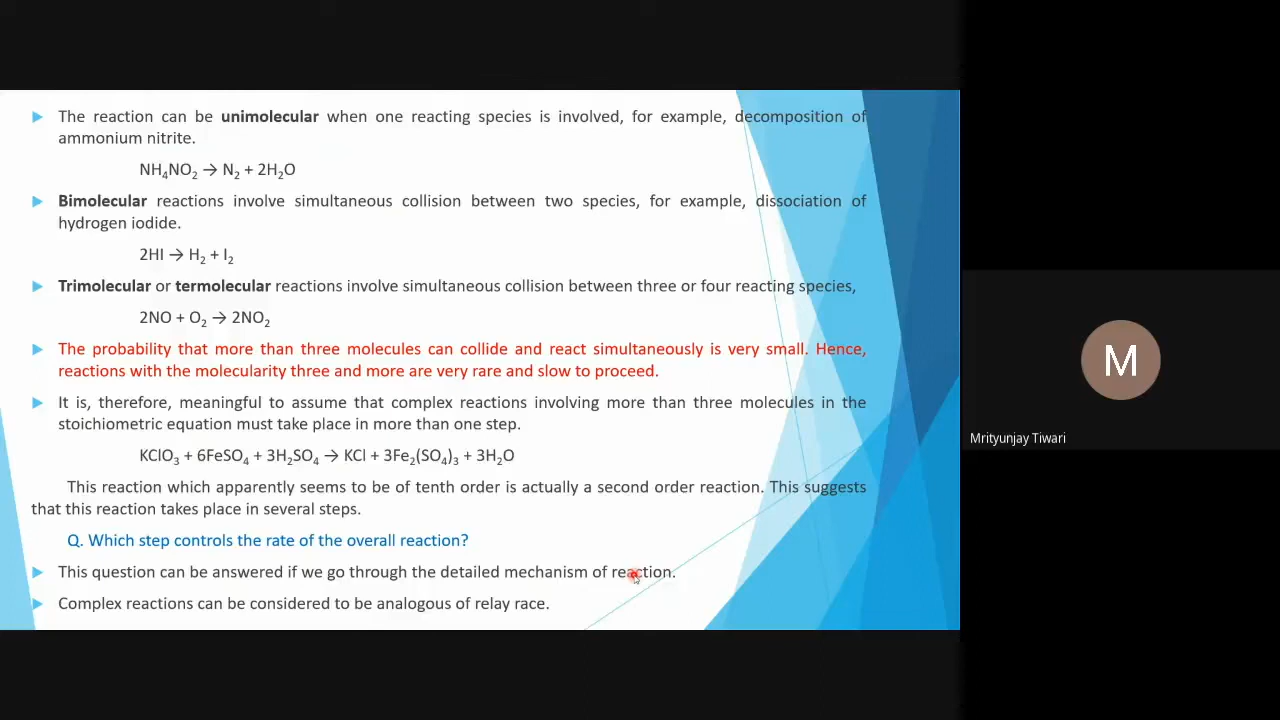 The reaction can be unimolecular when one reacting species is involved, for example, decomposition of
ammonium nitrite.
NH₄NO₂ → N₂ + 2H₂O
Bimolecular reactions involve simultaneous collision between two species, for example, dissociation of
hydrogen iodide.
2HI → H₂ + I₂
Trimolecular or termolecular reactions involve simultaneous collision between three or four reacting species,
2NO + O₂ → 2NO₂
The probability that more than three molecules can collide and react simultaneously is very small. Hence,
reactions with the molecularity three and more are very rare and slow to proceed.
It is, therefore, meaningful to assume that complex reactions involving more than three molecules in the
stoichiometric equation must take place in more than one step.
KClO₃ + 6FeSO₄ + 3H₂SO₄ → KCl + 3Fe₂(SO₄)₃ + 3H₂O
This reaction which apparently seems to be of tenth order is actually a second order reaction. This suggests
that this reaction takes place in several steps.
Q. Which step controls the rate of the overall reaction?
This question can be answered if we go through the detailed mechanism of reaction.
Complex reactions can be considered to be analogous of relay race.
M
Mrityunjay Tiwari